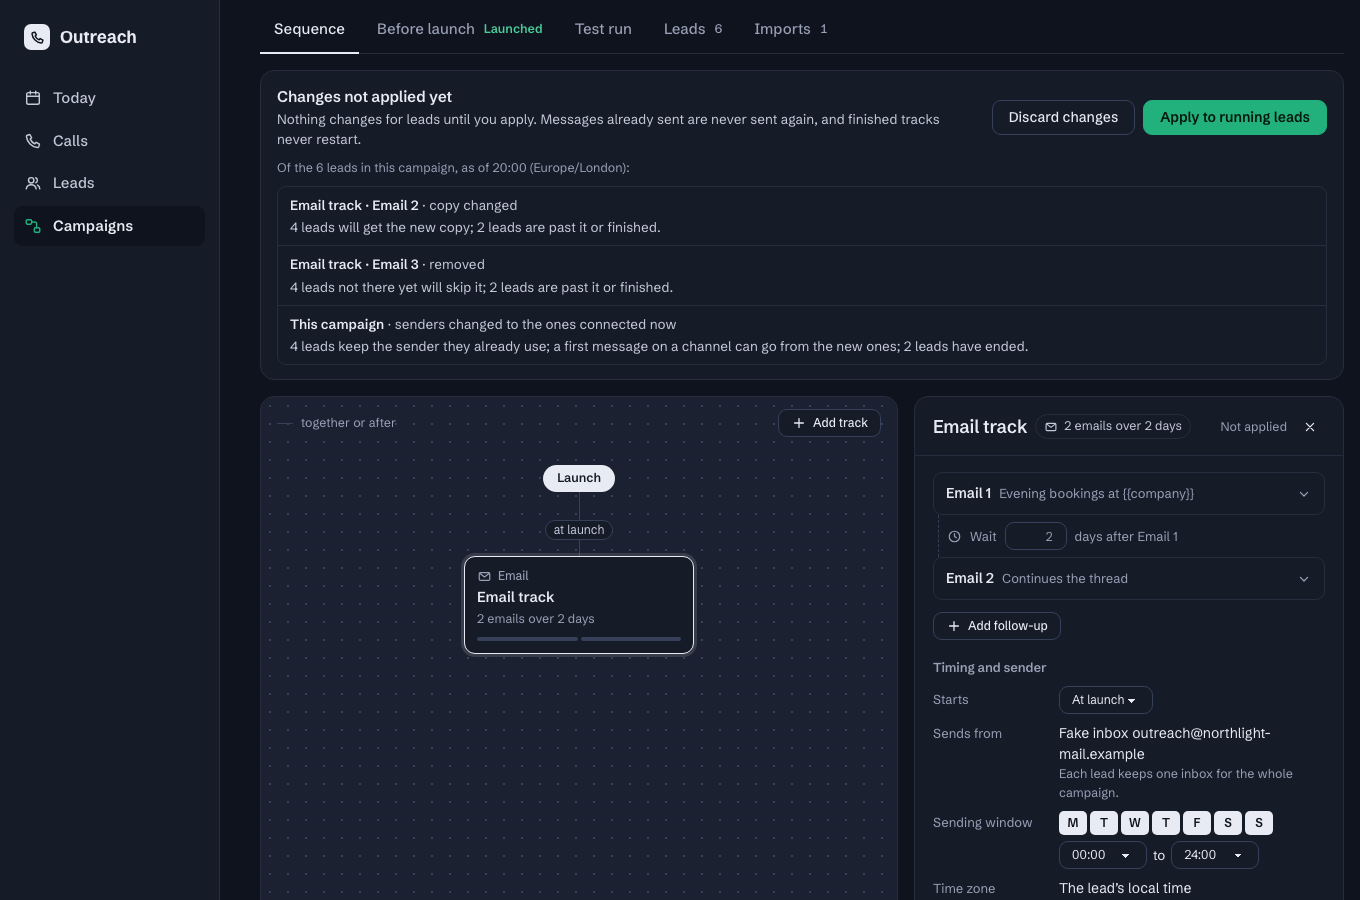 Outreach
Today
Calls
Leads
Campaigns
Sequence
Before launch Launched
Test run
Leads 6
Imports 1
Changes not applied yet
Nothing changes for leads until you apply. Messages already sent are never sent again, and finished tracks
never restart.
Discard changes
Apply to running leads
Of the 6 leads in this campaign, as of 20:00 (Europe/London):
Email track · Email 2 · copy changed
4 leads will get the new copy; 2 leads are past it or finished.
Email track · Email 3 · removed
4 leads not there yet will skip it; 2 leads are past it or finished.
This campaign · senders changed to the ones connected now
4 leads keep the sender they already use; a first message on a channel can go from the new ones; 2 leads have ended.
together or after
Add track
Launch
at launch
Email
Email track
2 emails over 2 days
Email track 2 emails over 2 days Not applied
Email 1 Evening bookings at {{company}}
Wait 2 days after Email 1
Email 2 Continues the thread
Add follow-up
Timing and sender
Starts At launch
Sends from Fake inbox outreach@northlight-
mail.example
Each lead keeps one inbox for the whole
campaign.
Sending window M T W T F S S
00:00 to 24:00
Time zone The lead's local time